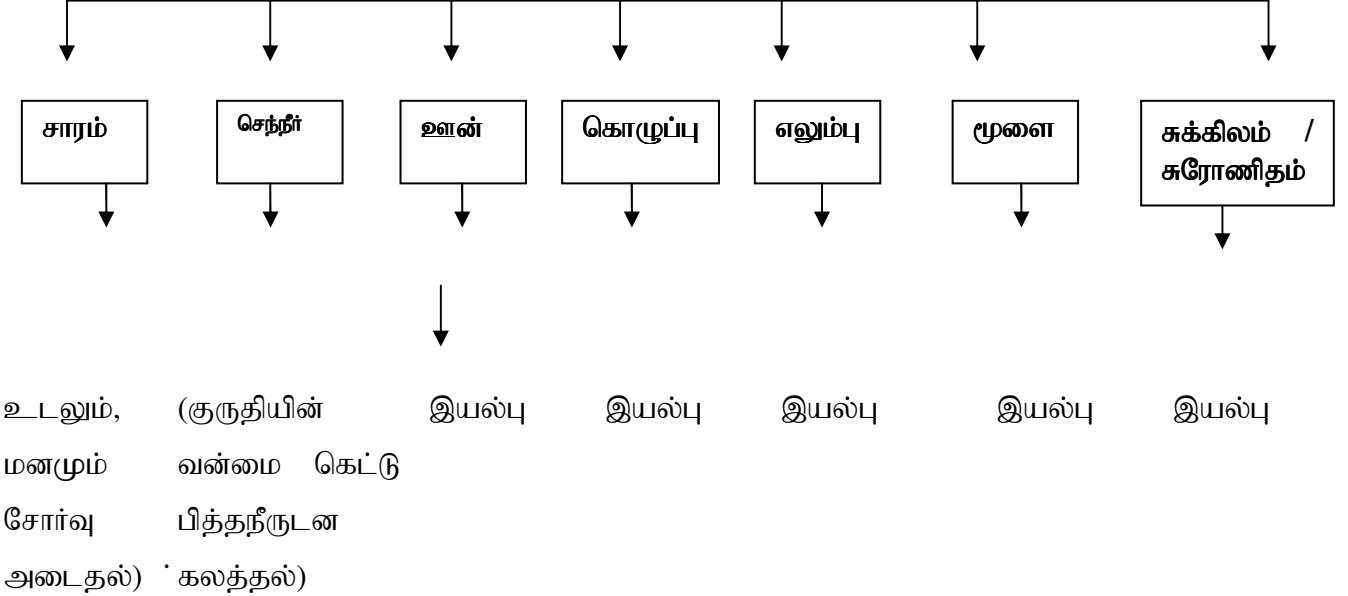 சாரம் செந்நீர் ஊன் கொழுப்பு எலும்பு மூளை சுக்கிலம் /
சுரோணிதம்
உடலும், (குருதியின் இயல்பு இயல்பு இயல்பு இயல்பு இயல்பு
மனமும் வன்மை கெட்டு
சோர்வு பித்தநீருடன
அடைதல்) ் கலத்தல்)